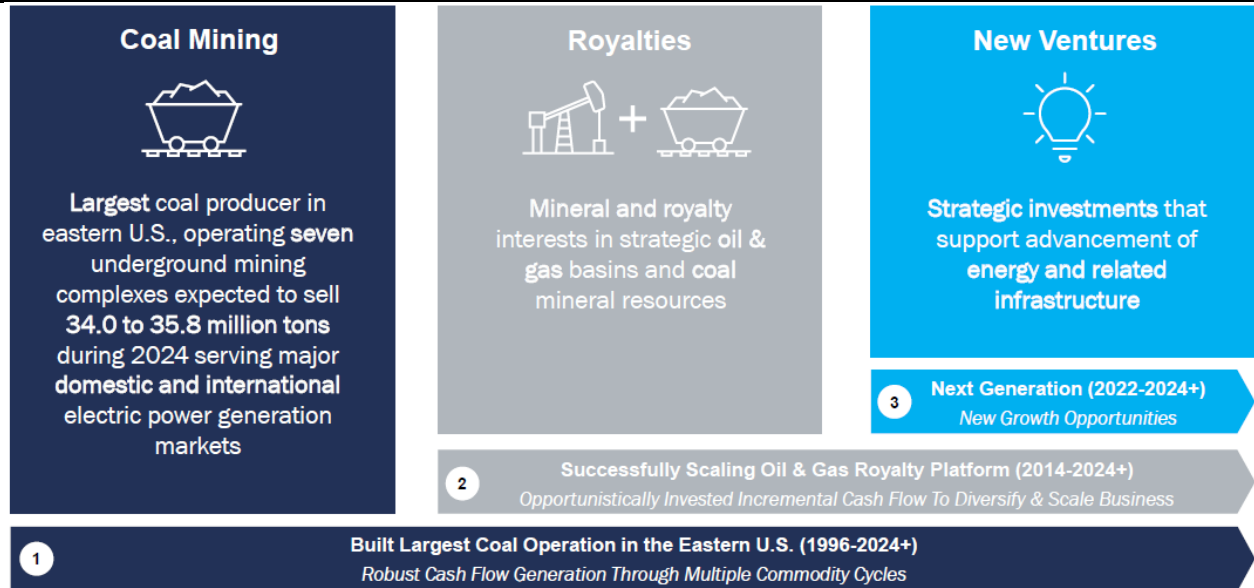 Coal Mining
Largest coal producer in
eastern U.S., operating seven
underground mining
complexes expected to sell
34.0 to 35.8 million tons
during 2024 serving major
domestic and international
electric power generation
markets
Royalties
+
Mineral and royalty
interests in strategic oil &
gas basins and coal
mineral resources
New Ventures
Strategic investments that
support advancement of
energy and related
infrastructure
3
Next Generation (2022-2024+)
New Growth Opportunities
2
Successfully Scaling Oil & Gas Royalty Platform (2014-2024+)
Opportunistically Invested Incremental Cash Flow To Diversify & Scale Business
1
Built Largest Coal Operation in the Eastern U.S. (1996-2024+)
Robust Cash Flow Generation Through Multiple Commodity Cycles